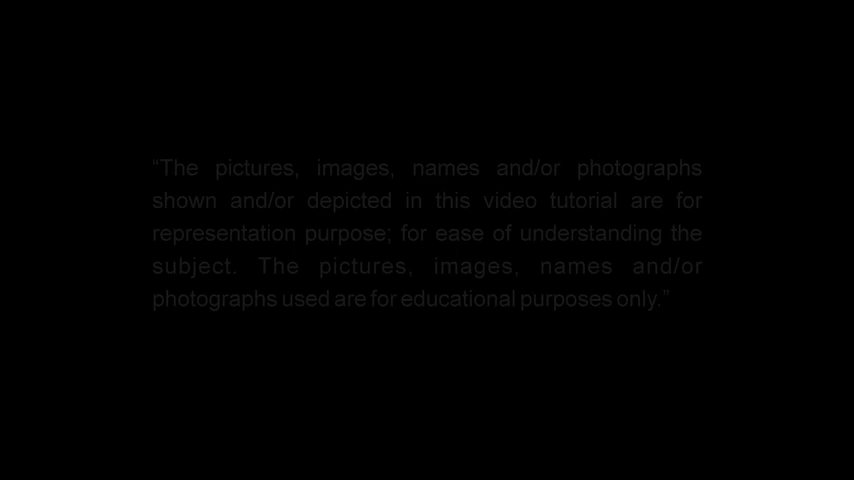 “The pictures, images, names and/or photographs
shown and/or depicted in this video tutorial are for
representation purpose; for ease of understanding the
subject. The pictures, images, names and/or
photographs used are for educational purposes only.”